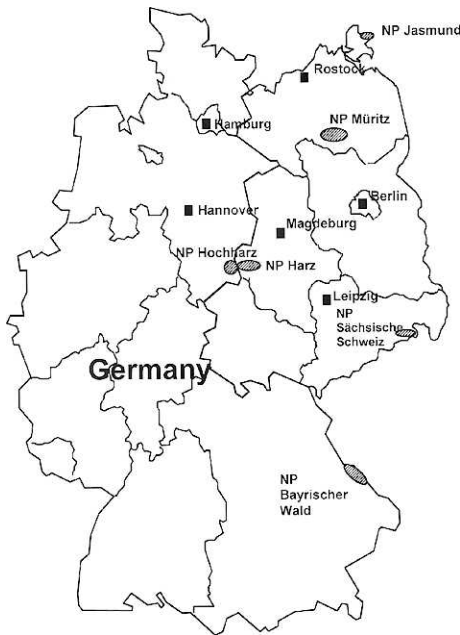 NP Jasmund
Rostock
NP Müritz
Hamburg
Berlin
Hannover
Magdeburg
NP Hochharz
NP Harz
Leipzig
NP
Sächsische
Schweiz
Germany
NP
Bayrischer
Wald